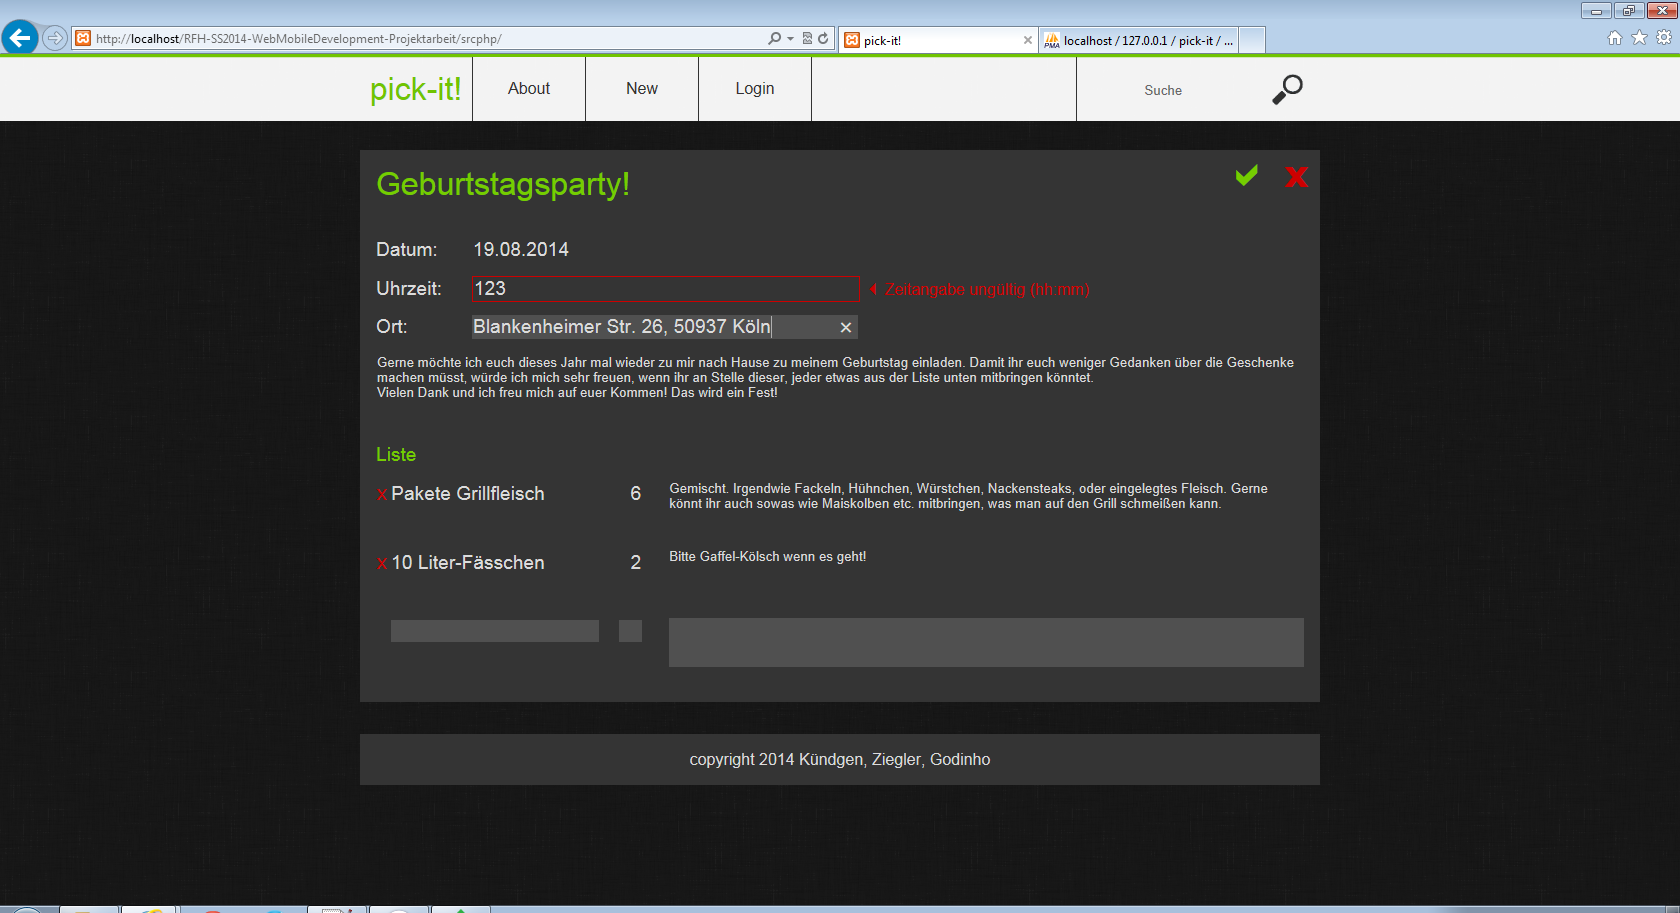 http://localhost/RFH-SS2014-WebMobileDevelopment-Projektarbeit/srcphp/
pick-it!
PMA localhost / 127.0.0.1 / pick-it / ...
pick-it!
About
New
Login
Suche
Geburtstagsparty!
Datum: 19.08.2014
Uhrzeit: 123 Zeitangabe ungültig (hh:mm)
Ort: Blankenheimer Str. 26, 50937 Köln
Gerne möchte ich euch dieses Jahr mal wieder zu mir nach Hause zu meinem Geburtstag einladen. Damit ihr euch weniger Gedanken über die Geschenke
machen müsst, würde ich mich sehr freuen, wenn ihr an Stelle dieser, jeder etwas aus der Liste unten mitbringen könntet.
Vielen Dank und ich freu mich auf euer Kommen! Das wird ein Fest!
Liste
x Pakete Grillfleisch 6
Gemischt. Irgendwie Fackeln, Hühnchen, Würstchen, Nackensteaks, oder eingelegtes Fleisch. Gerne
könnt ihr auch sowas wie Maiskolben etc. mitbringen, was man auf den Grill schmeißen kann.
x 10 Liter-Fässchen 2
Bitte Gaffel-Kölsch wenn es geht!
copyright 2014 Kündgen, Ziegler, Godinho